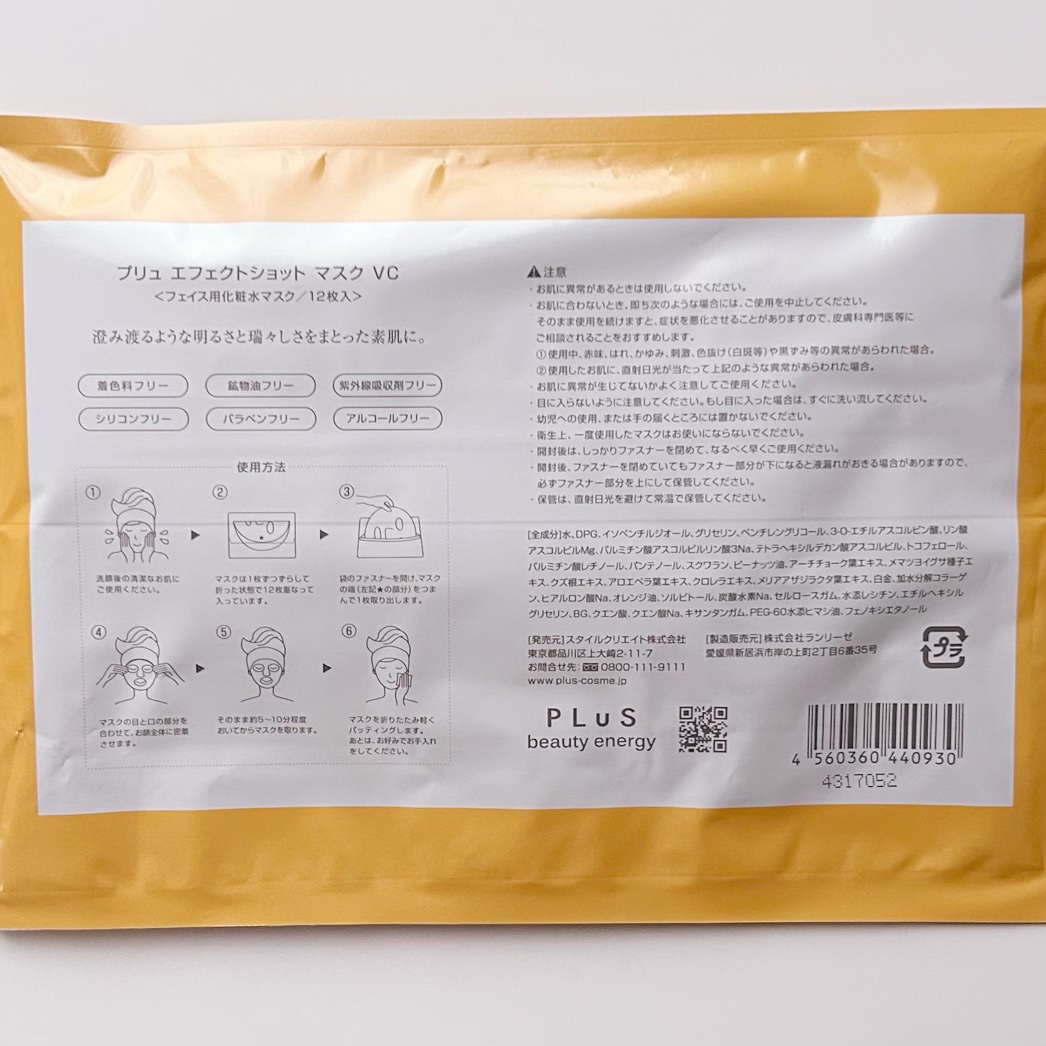 プリュ エフェクトショット マスク VC
<フェイス用化粧水マスク/12枚入>
澄み渡るような明るさと瑞々しさをまとった素肌に。
着色料フリー
鉱物油フリー
紫外線吸収剤フリー
シリコンフリー
パラベンフリー
アルコールフリー
使用方法
①
洗顔後の清潔なお肌に
ご使用ください。
②
マスクは1枚ずつずらして
折った状態で12枚重なって
入っています。
③
袋のファスナーを開け、マスク
の端(左記★の部分)をつま
んで1枚取り出します。
④
マスクの目と口の部分を
合わせて、お顔全体に密着
させます。
⑤
そのまま約5~10分程度
おいてからマスクを取ります。
⑥
マスクを折りたたみ軽く
パッティングします。
あとは、お好みでお手入れ
をしてください。
⚠注意
・お肌に異常があるときは使用しないでください。
・お肌に合わないとき、即ち次のような場合には、ご使用を中止してください。
そのまま使用を続けますと、症状を悪化させることがありますので、皮膚科専門医等に
ご相談されることをおすすめします。
①使用中、赤味、はれ、かゆみ、刺激、色抜け(白斑等)や黒ずみ等の異常があらわれた場合。
②使用したお肌に、直射日光が当たって上記のような異常があらわれた場合。
・お肌に異常が生じてないかよく注意してご使用ください。
・目に入らないように注意してください。もし目に入った場合は、すぐに洗い流してください。
・幼児への使用、または手の届くところには置かないでください。
・衛生上、一度使用したマスクはお使いにならないでください。
・開封後は、しっかりファスナーを閉めて、なるべく早くご使用ください。
・開封後、ファスナーを閉めていてもファスナー部分が下になると液漏れがおきる場合がありますので、
必ずファスナー部分を上にして保管してください。
・保管は、直射日光を避けて常温で保管してください。
[全成分]水、DPG、イソペンチルジオール、グリセリン、ペンチレングリコール、3-O-エチルアスコルビン酸、リン酸
アスコルビルMg、パルミチン酸アスコルビルリン酸3Na、テトラヘキシルデカン酸アスコルビル、トコフェロール、
パルミチン酸レチノール、パンテノール、スクワラン、ピーナッツ油、アーチチョーク葉エキス、メマツヨイグサ種子エ
キス、クズ根エキス、アロエベラ葉エキス、クロレラエキス、メリアアザジラクタ葉エキス、白金、加水分解コラーゲ
ン、ヒアルロン酸Na、オレンジ油、ソルビトール、炭酸水素Na、セルロースガム、水添レシチン、エチルヘキシル
グリセリン、BG、クエン酸、クエン酸Na、キサンタンガム、PEG-60水添ヒマシ油、フェノキシエタノール
[発売元]スタイルクリエイト株式会社
東京都品川区上大崎2-11-7
お問合せ先: 0800-111-9111
www.plus-cosme.jp
[製造販売元]株式会社ランリーゼ
愛媛県新居浜市岸の上町2丁目6番35号
プラ
PLuS
beauty energy
4 560360 440930
4317052